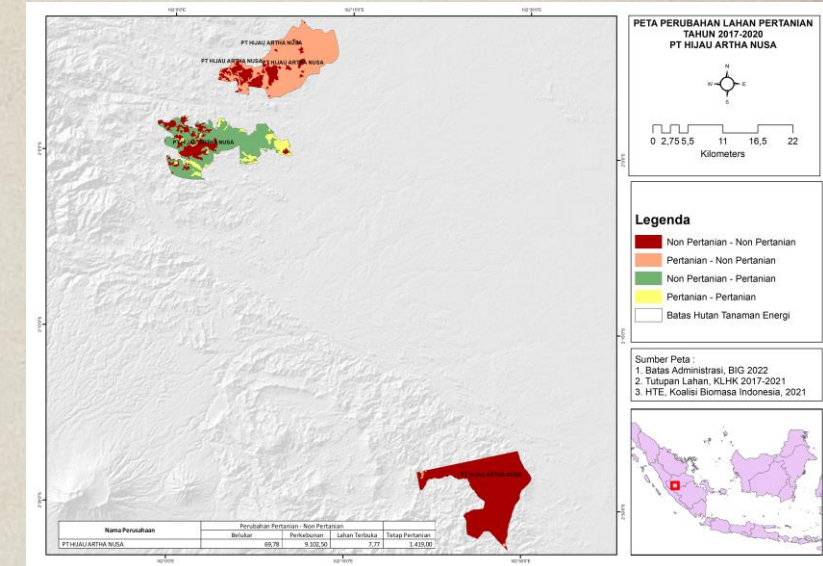 PETA PERUBAHAN LAHAN PERTANIAN
TAHUN 2017-2020
PT HIJAU ARTHA NUSA
N
W E
S
0 2,75 5,5 11 16,5 22
Kilometers
Legenda
Non Pertanian - Non Pertanian
Pertanian - Non Pertanian
Non Pertanian - Pertanian
Pertanian - Pertanian
Batas Hutan Tanaman Energi
Sumber Peta :
1. Batas Administrasi, BIG 2022
2. Tutupan Lahan, KLHK 2017-2021
3. HTE, Koalisi Biomasa Indonesia, 2021
PT HIJAU ARTHA NUSA
PT HIJAU ARTHA NUSA
PT HIJAU ARTHA NUSA
PT HIJAU ARTHA NUSA
PT HIJAU ARTHA NUSA
Nama Perusahaan
Perubahan Pertanian - Non Pertanian
Belukar Perkebunan Lahan Terbuka Tetap Pertanian
PT HIJAU ARTHA NUSA 69,78 9.102,50 7,77 1.419,00